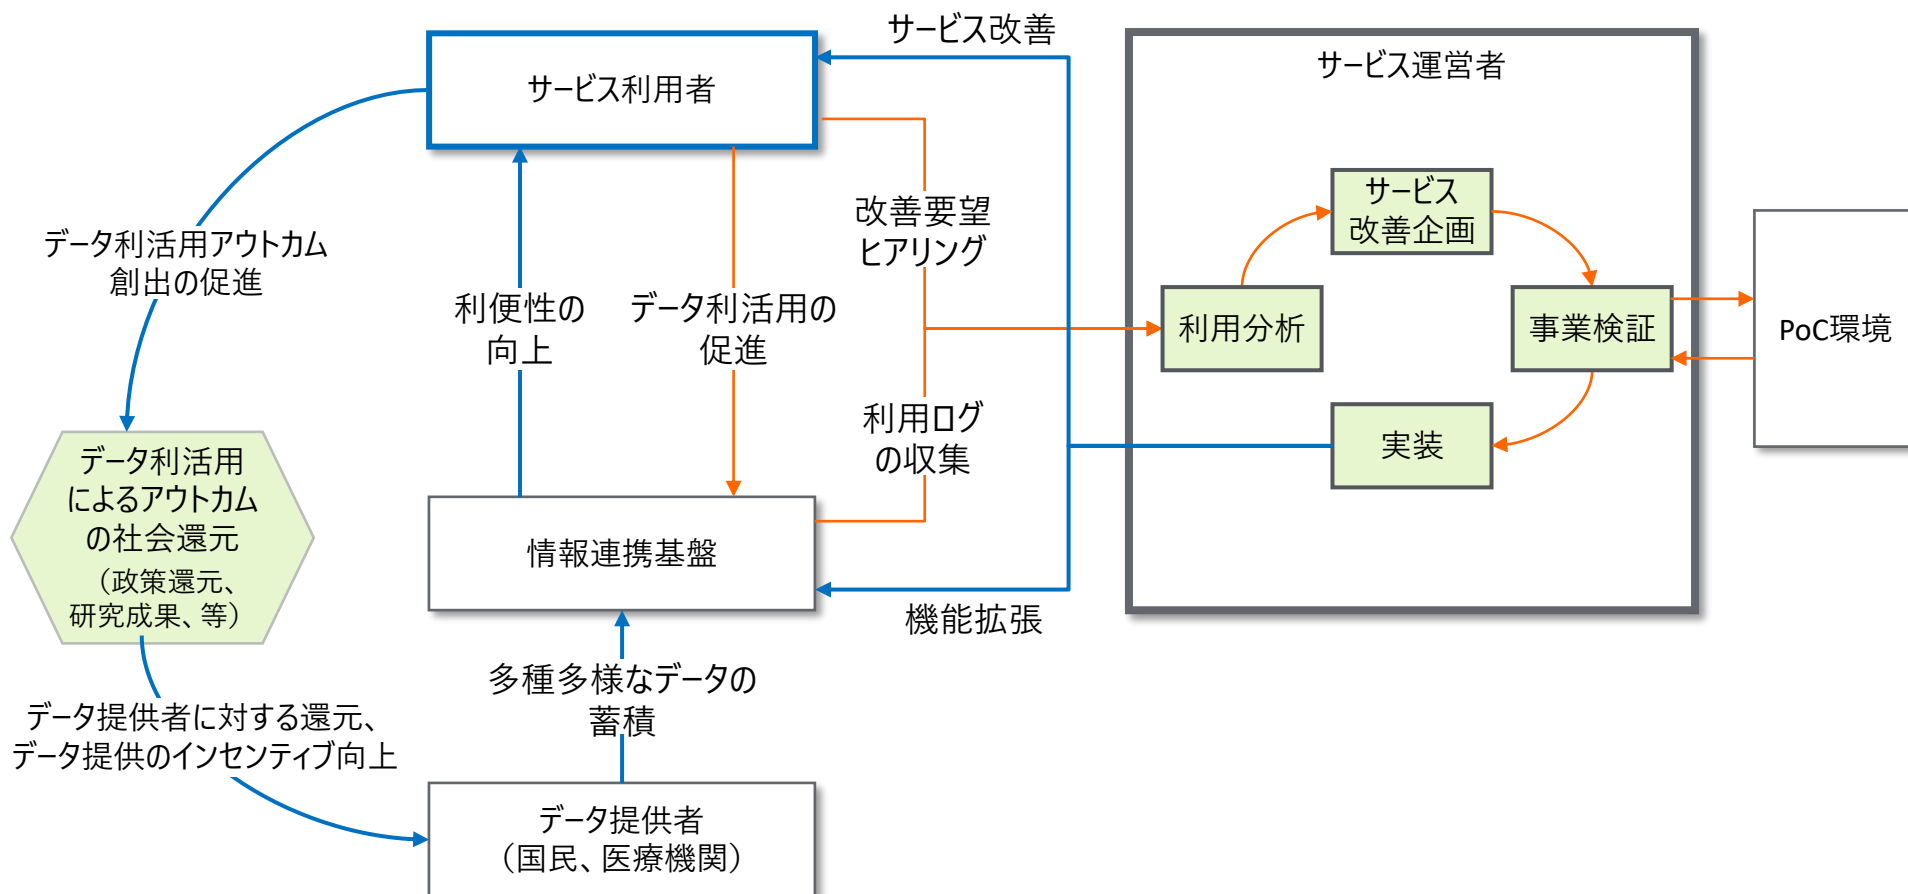 サービス改善
サービス利用者
サービス運営者
サービス
改善企画
改善要望
ヒアリング
データ利活用アウトカム
創出の促進
利便性の
向上
データ利活用の
促進
利用分析
事業検証
PoC環境
利用ログ
の収集
実装
データ利活用
によるアウトカム
の社会還元
（政策還元、
研究成果、等）
情報連携基盤
機能拡張
多種多様なデータの
蓄積
データ提供者に対する還元、
データ提供のインセンティブ向上
データ提供者
（国民、医療機関）